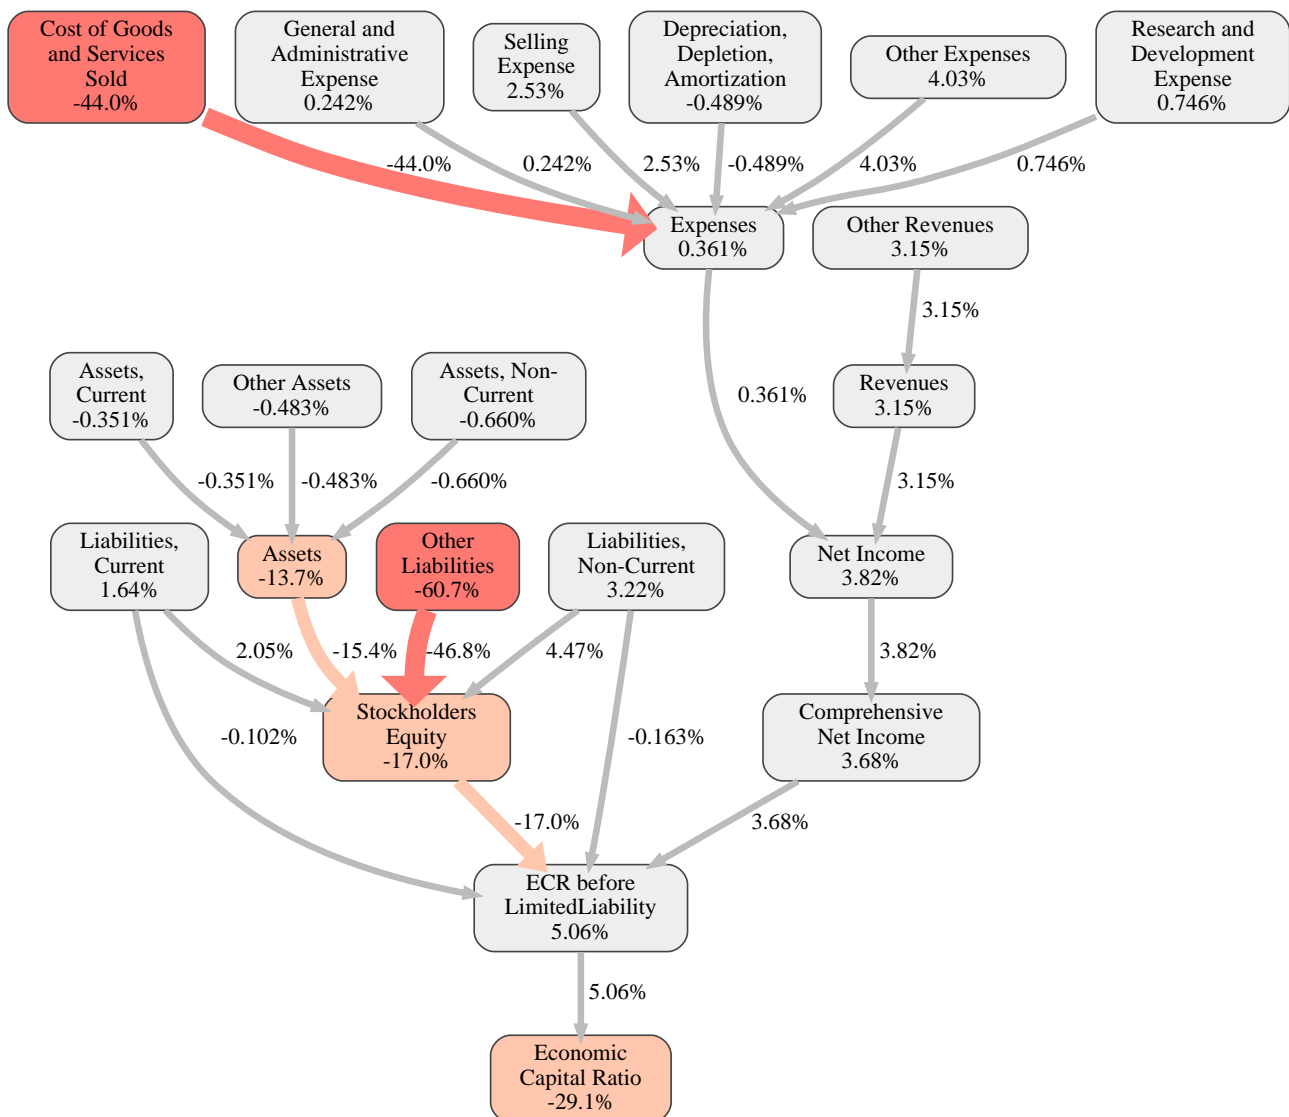 Cost of Goods
and Services
Sold
-44.0%
General and
Administrative
Expense
0.242%
Selling
Expense
2.53%
Depreciation,
Depletion,
Amortization
-0.489%
Other Expenses
4.03%
Research and
Development
Expense
0.746%
-44.0%
0.242%
2.53%
-0.489%
4.03%
0.746%
Expenses
0.361%
Other Revenues
3.15%
3.15%
Assets,
Current
-0.351%
Other Assets
-0.483%
Assets, Non-
Current
-0.660%
0.361%
Revenues
3.15%
-0.351%
-0.483%
-0.660%
3.15%
Liabilities,
Current
1.64%
Assets
-13.7%
Other
Liabilities
-60.7%
Liabilities,
Non-Current
3.22%
Net Income
3.82%
2.05%
-15.4%
-46.8%
4.47%
3.82%
-0.102%
Stockholders
Equity
-17.0%
-0.163%
Comprehensive
Net Income
3.68%
-17.0%
3.68%
ECR before
LimitedLiability
5.06%
5.06%
Economic
Capital Ratio
-29.1%